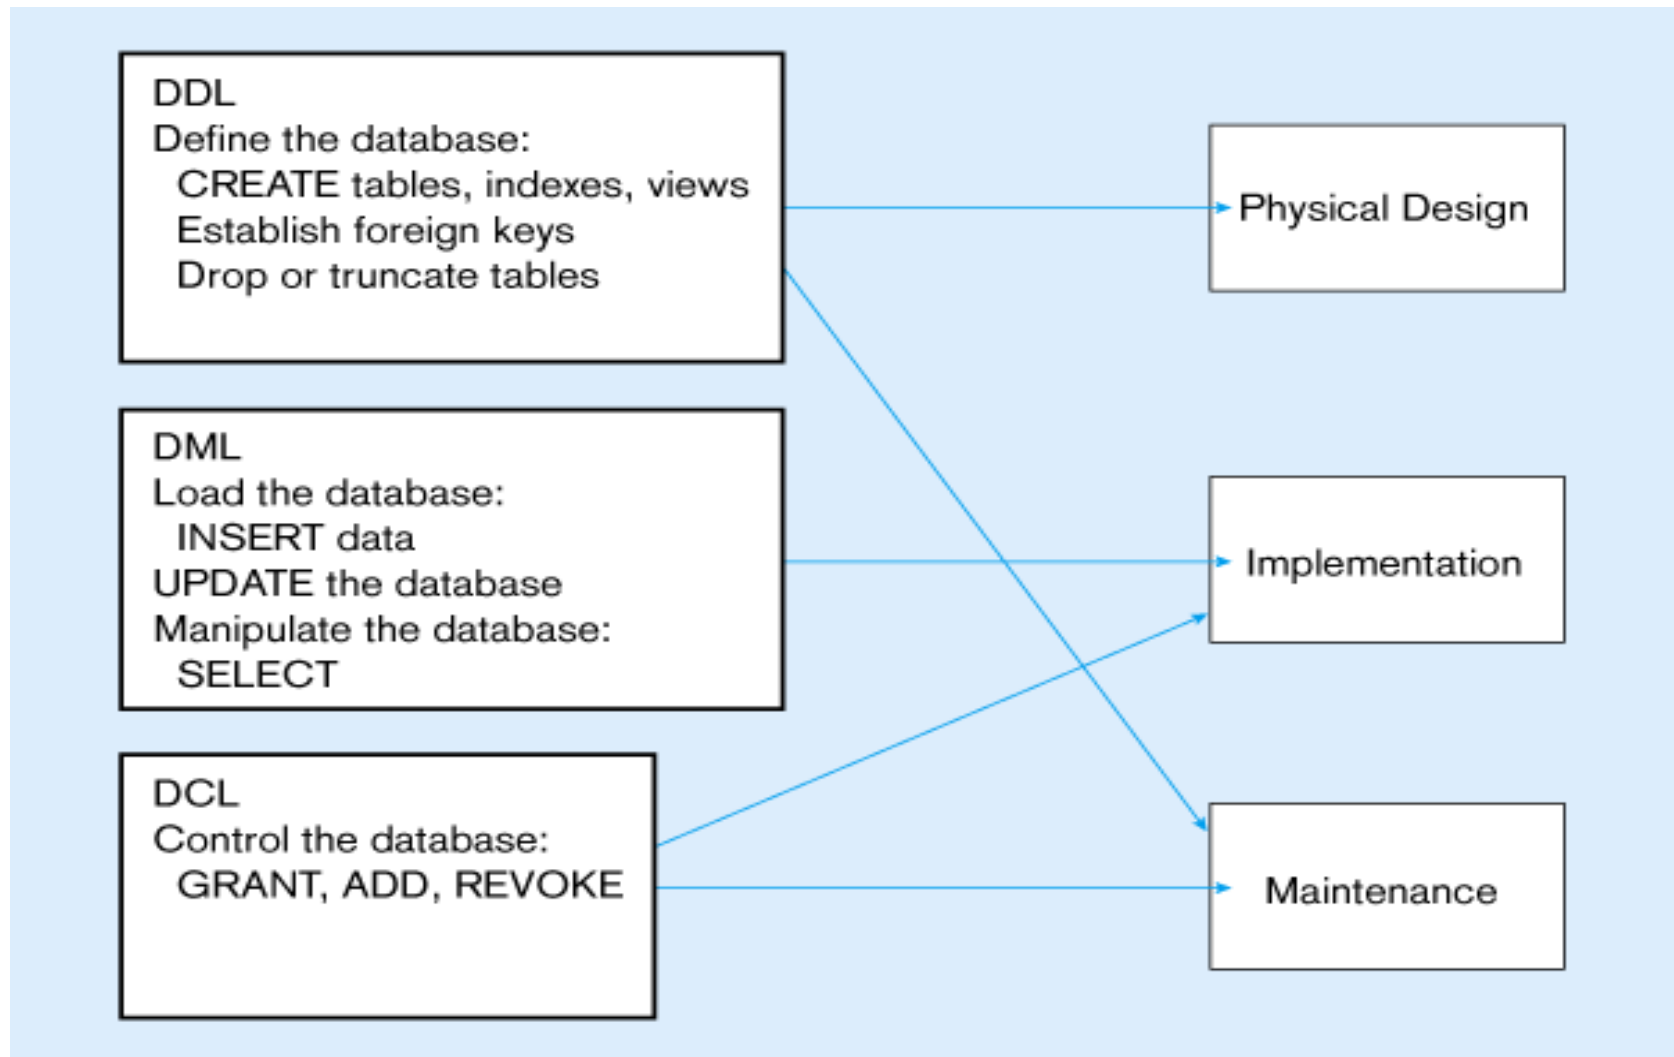 DDL
Define the database:
CREATE tables, indexes, views
Establish foreign keys
Drop or truncate tables
DML
Load the database:
INSERT data
UPDATE the database
Manipulate the database:
SELECT
DCL
Control the database:
GRANT, ADD, REVOKE
Physical Design
Implementation
Maintenance